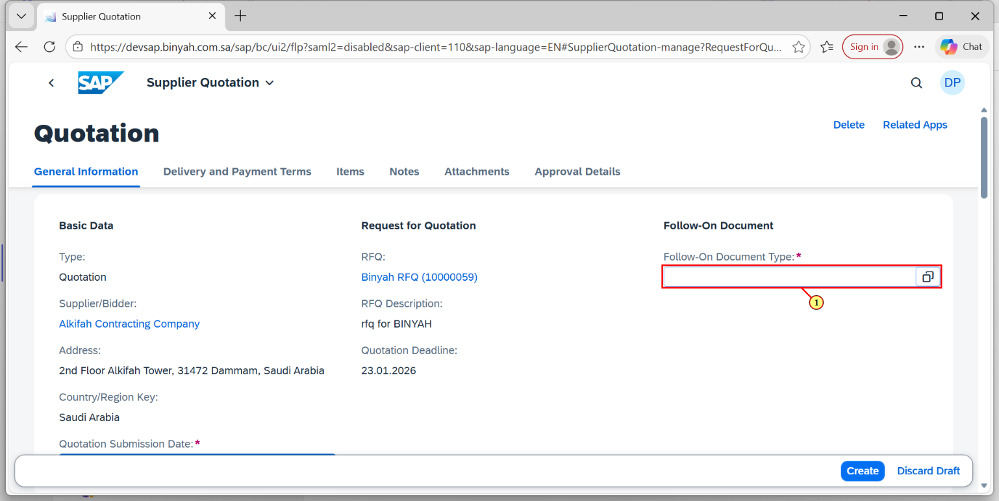 Supplier Quotation
https://devsap.binyah.com.sa/sap/bc/ui2/flp?saml2=disabled&sap-client=110&sap-language=EN#SupplierQuotation-manage?RequestForQu...
Sign in
Chat
SAP
Supplier Quotation
DP
Quotation
Delete
Related Apps
General Information
Delivery and Payment Terms
Items
Notes
Attachments
Approval Details
Basic Data
Type:
Quotation
Supplier/Bidder:
Alkifah Contracting Company
Address:
2nd Floor Alkifah Tower, 31472 Dammam, Saudi Arabia
Country/Region Key:
Saudi Arabia
Quotation Submission Date:*
Request for Quotation
RFQ:
Binyah RFQ (10000059)
RFQ Description:
rfq for BINYAH
Quotation Deadline:
23.01.2026
Follow-On Document
Follow-On Document Type:*
1
Create
Discard Draft